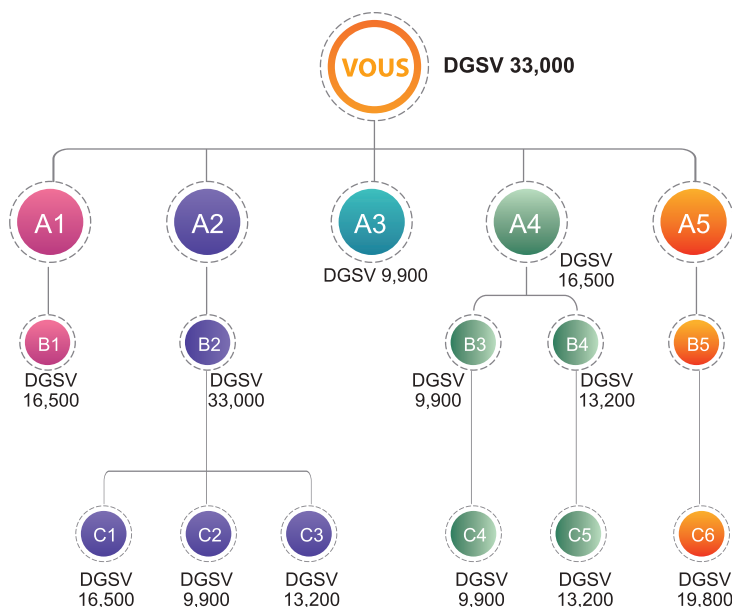 VOUS
DGSV 33,000
A1
A2
A3
A4
A5
DGSV 9,900
DGSV
16,500
B1
B2
B3
B4
B5
DGSV
16,500
DGSV
33,000
DGSV
9,900
DGSV
13,200
C1
C2
C3
C4
C5
C6
DGSV
16,500
DGSV
9,900
DGSV
13,200
DGSV
9,900
DGSV
13,200
DGSV
19,800